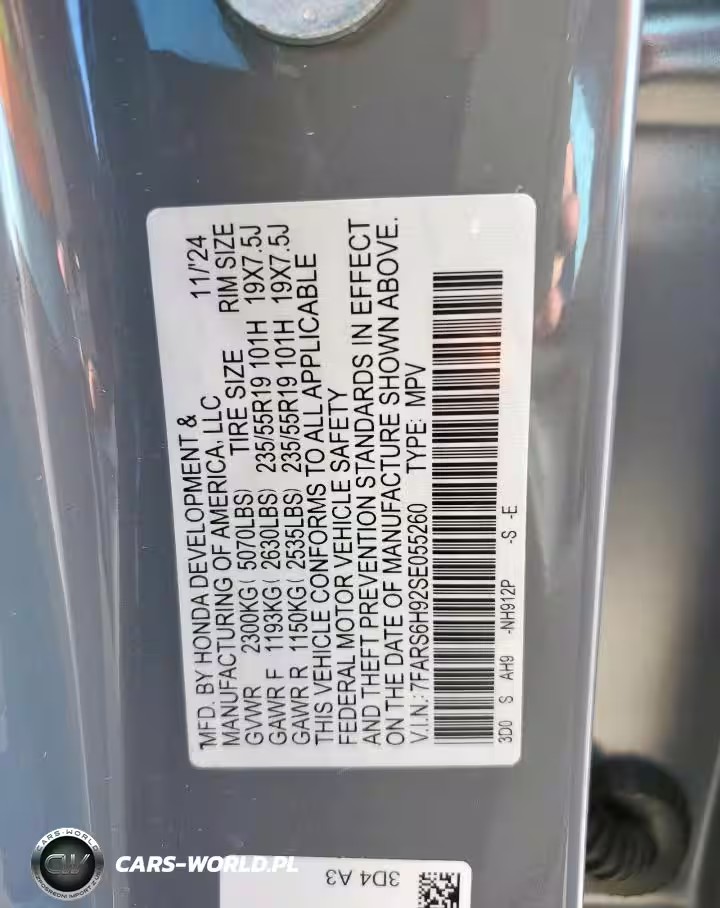 MFD. BY HONDA DEVELOPMENT & 11/'24
MANUFACTURING OF AMERICA, LLC
TIRE SIZE RIM SIZE
GVWR 2300KG( 5070LBS)
GAWR F 1193KG( 2630LBS) 235/55R19 101H 19X7.5J
GAWR R 1150KG( 2535LBS) 235/55R19 101H 19X7.5J
THIS VEHICLE CONFORMS TO ALL APPLICABLE
FEDERAL MOTOR VEHICLE SAFETY
AND THEFT PREVENTION STANDARDS IN EFFECT
ON THE DATE OF MANUFACTURE SHOWN ABOVE.
V.I.N.: 7FARS6H92SE055260 TYPE: MPV
3D0 S AH9 -NH912P -S -E
3D4 A3
CARS-WORLD
CW
CARS-WORLD.PL